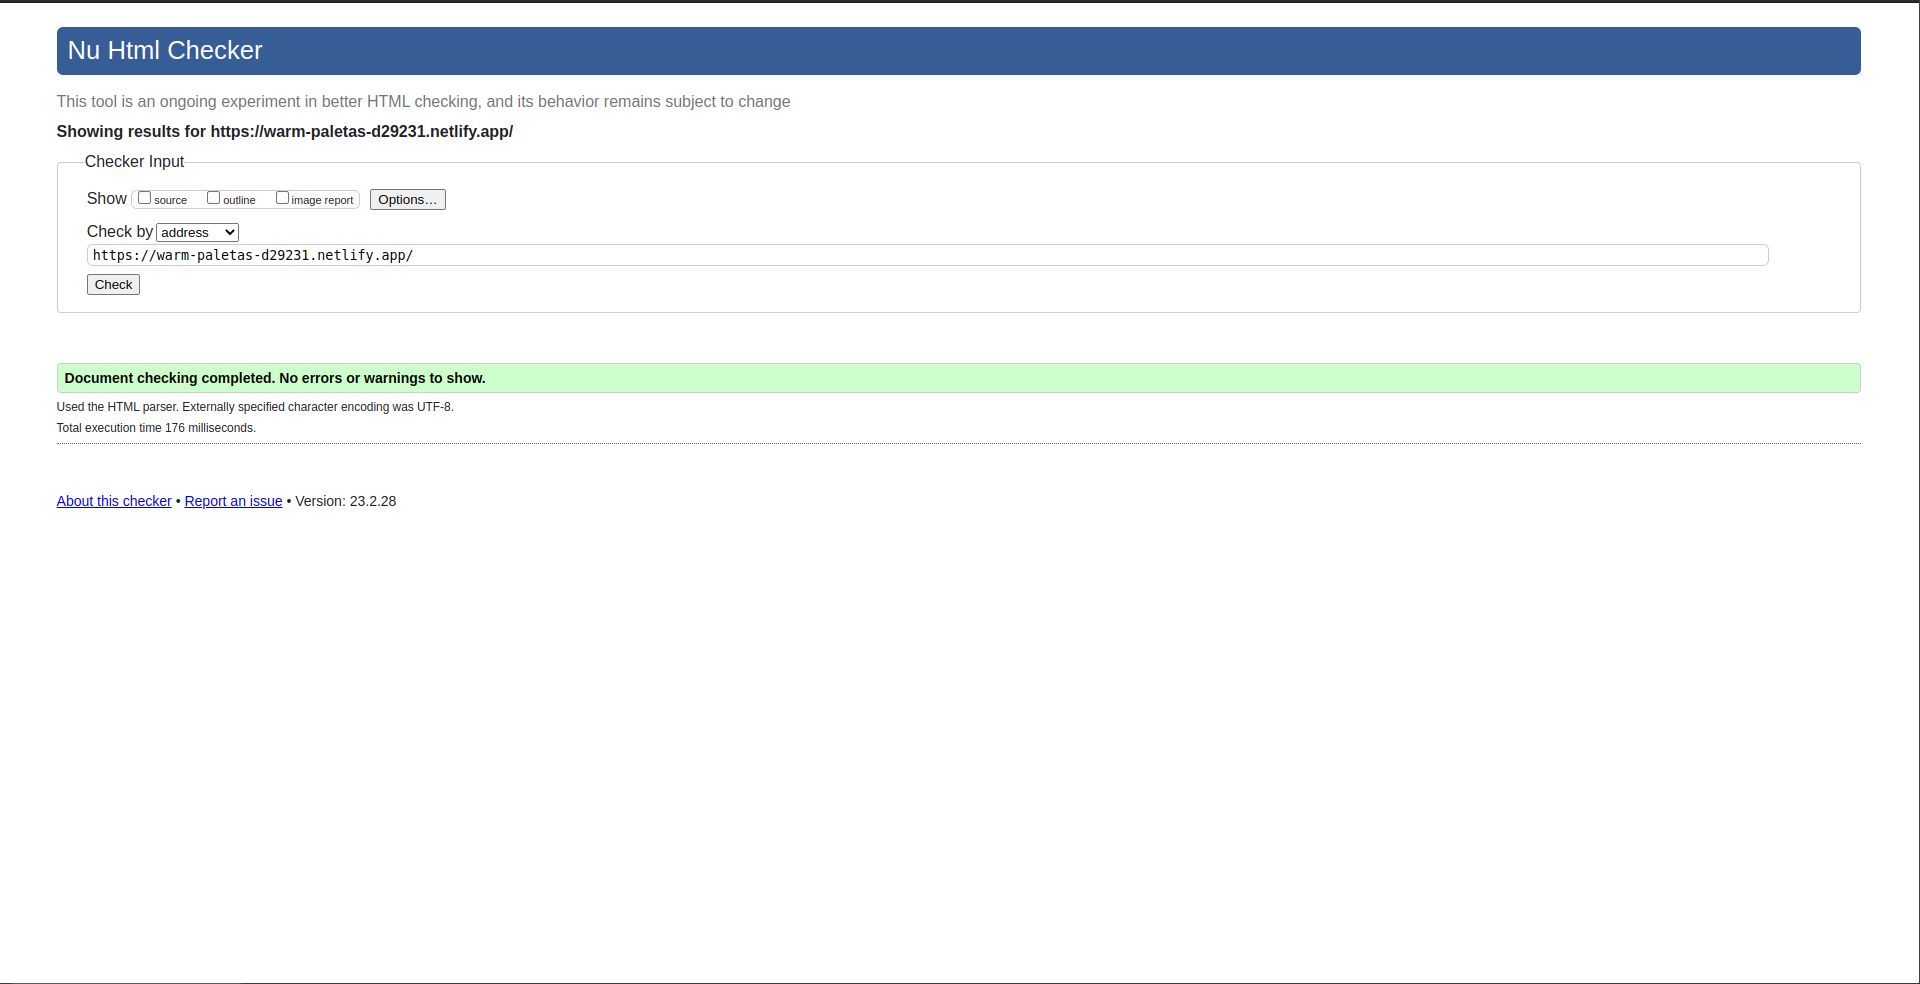 Nu Html Checker
This tool is an ongoing experiment in better HTML checking, and its behavior remains subject to change
Showing results for https://warm-paletas-d29231.netlify.app/
Checker Input
Show source outline image report Options…
Check by address
https://warm-paletas-d29231.netlify.app/
Check
Document checking completed. No errors or warnings to show.
Used the HTML parser. Externally specified character encoding was UTF-8.
Total execution time 176 milliseconds.
About this checker • Report an issue • Version: 23.2.28